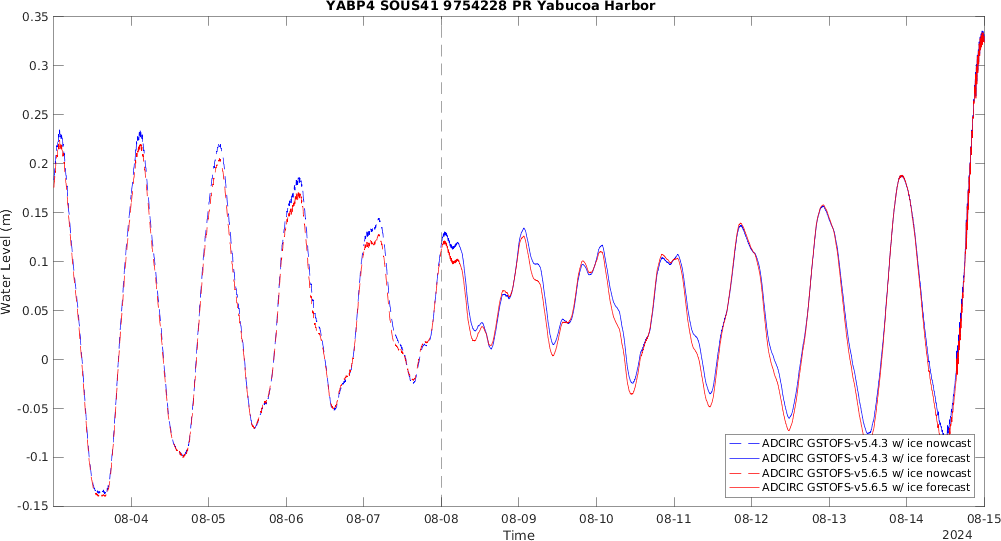 YABP4 SOUS41 9754228 PR Yabucoa Harbor
0.35
0.3
0.25
0.2
0.15
0.1
0.05
0
-0.05
-0.1
-0.15
Water Level (m)
08-04 08-05 08-06 08-07 08-08 08-09 08-10 08-11 08-12 08-13 08-14 08-15
Time
2024
ADCIRC GSTOFS-v5.4.3 w/ ice nowcast
ADCIRC GSTOFS-v5.4.3 w/ ice forecast
ADCIRC GSTOFS-v5.6.5 w/ ice nowcast
ADCIRC GSTOFS-v5.6.5 w/ ice forecast